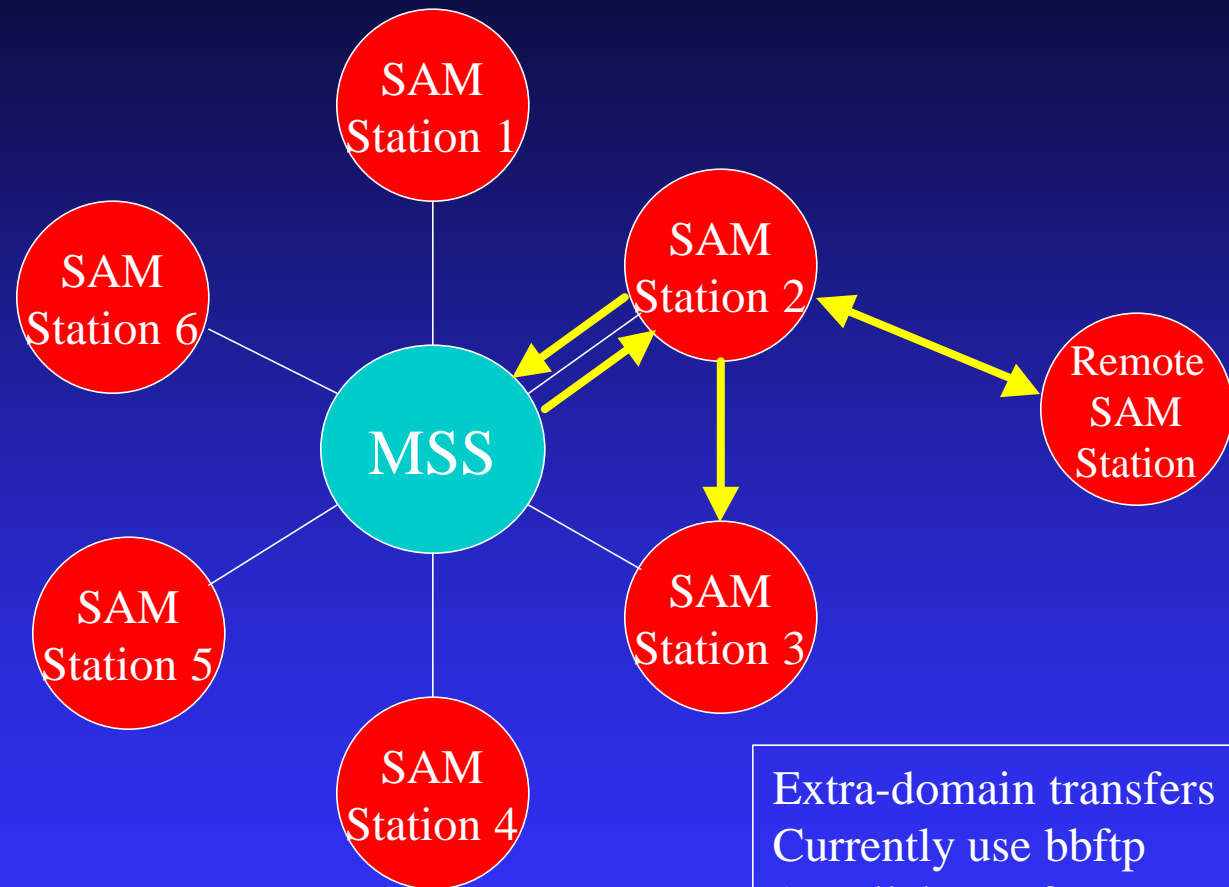 SAM
Station 1
SAM
Station 2
SAM
Station 6
Remote
SAM
Station
MSS
SAM
Station 3
SAM
Station 5
SAM
Station 4
Extra-domain transfers
Currently use bbftp